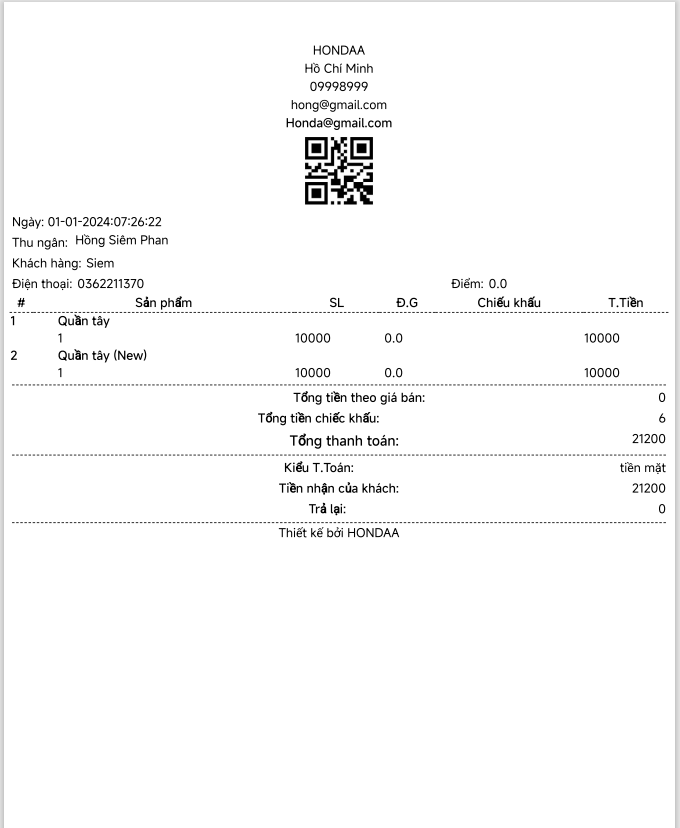 HONDAA
Hồ Chí Minh
09998999
hong@gmail.com
Honda@gmail.com
Ngày: 01-01-2024:07:26:22
Thu ngân: Hồng Siêm Phan
Khách hàng: Siem
Điện thoại: 0362211370 Điểm: 0.0
# Sản phẩm SL Đ.G Chiếu khấu T.Tiền
1 Quần tây
1 10000 0.0 10000
2 Quần tây (New)
1 10000 0.0 10000
Tổng tiền theo giá bán: 0
Tổng tiền chiếc khấu: 6
Tổng thanh toán: 21200
Kiểu T.Toán: tiền mặt
Tiền nhận của khách: 21200
Trả lại: 0
Thiết kế bởi HONDAA